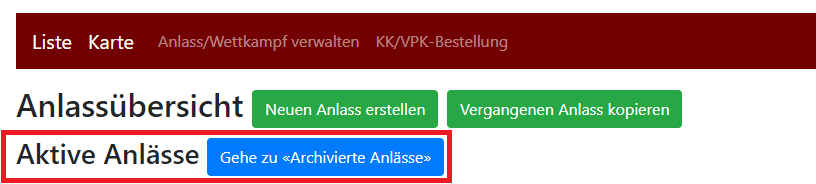 Liste Karte Anlass/Wettkampf verwalten KK/VPK-Bestellung
Anlassübersicht Neuen Anlass erstellen Vergangenen Anlass kopieren
Aktive Anlässe Gehe zu «Archivierte Anlässe»